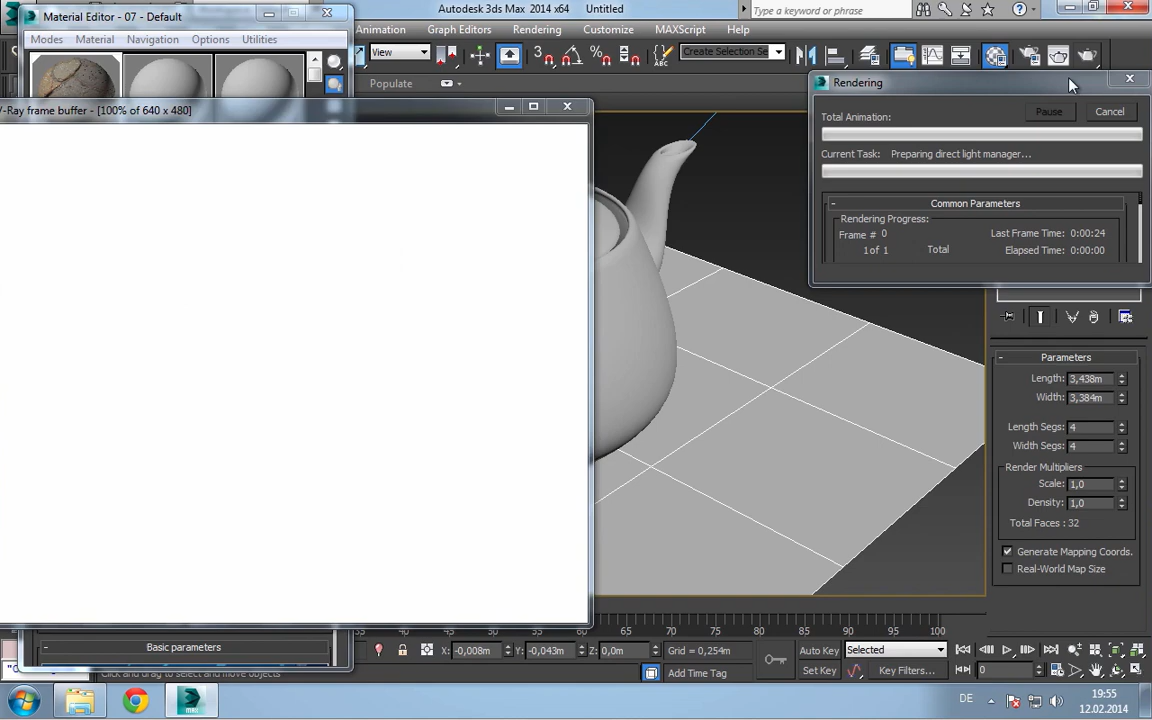 Material Editor - 07 - Default
Autodesk 3ds Max 2014 x64
Untitled
Type a keyword or phrase
Modes
Material
Navigation
Options
Utilities
Animation
Graph Editors
Rendering
Customize
MAXScript
Help
View
Create Selection Se
Populate
V-Ray frame buffer - [100% of 640 x 480]
Rendering
Pause
Cancel
Total Animation:
Current Task:
Preparing direct light manager...
Common Parameters
Rendering Progress:
Frame # 0
Last Frame Time: 0:00:24
1 of 1
Total
Elapsed Time: 0:00:00
Parameters
Length: 3,438m
Width: 3,384m
Length Segs: 4
Width Segs: 4
Render Multipliers
Scale: 1,0
Density: 1,0
Total Faces : 32
Generate Mapping Coords.
Real-World Map Size
35 40 45 50 55 60 65 70 75 80 85 90 95 100
Basic parameters
X: -0,008m
Y: -0,043m
Z: 0,0m
Grid = 0,254m
Auto Key
Selected
Click and drag to select and move objects
Add Time Tag
Set Key
Key Filters...
0
DE
19:55
12.02.2014